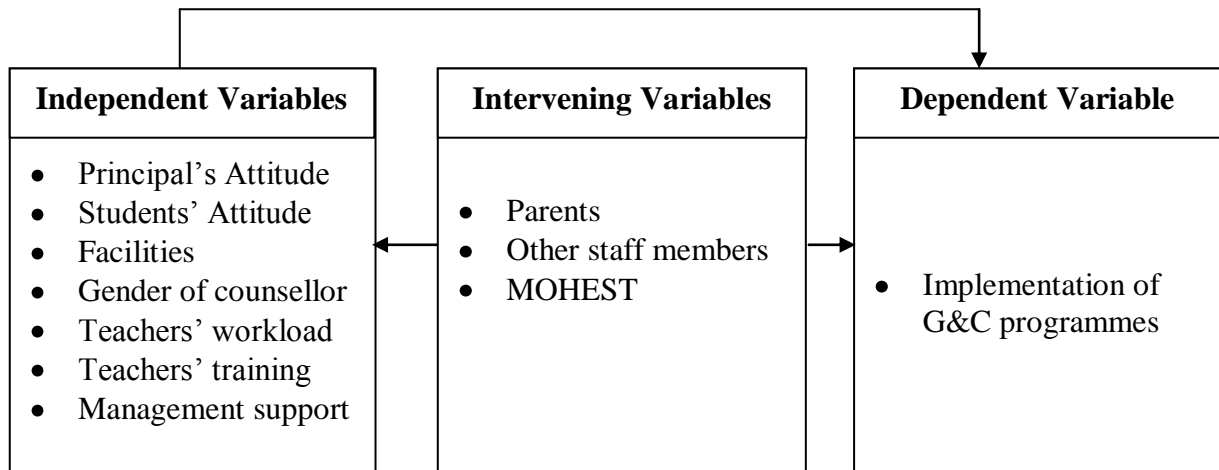 Independent Variables
● Principal’s Attitude
● Students’ Attitude
● Facilities
● Gender of counsellor
● Teachers’ workload
● Teachers’ training
● Management support
Intervening Variables
● Parents
● Other staff members
● MOHEST
Dependent Variable
● Implementation of
G&C programmes